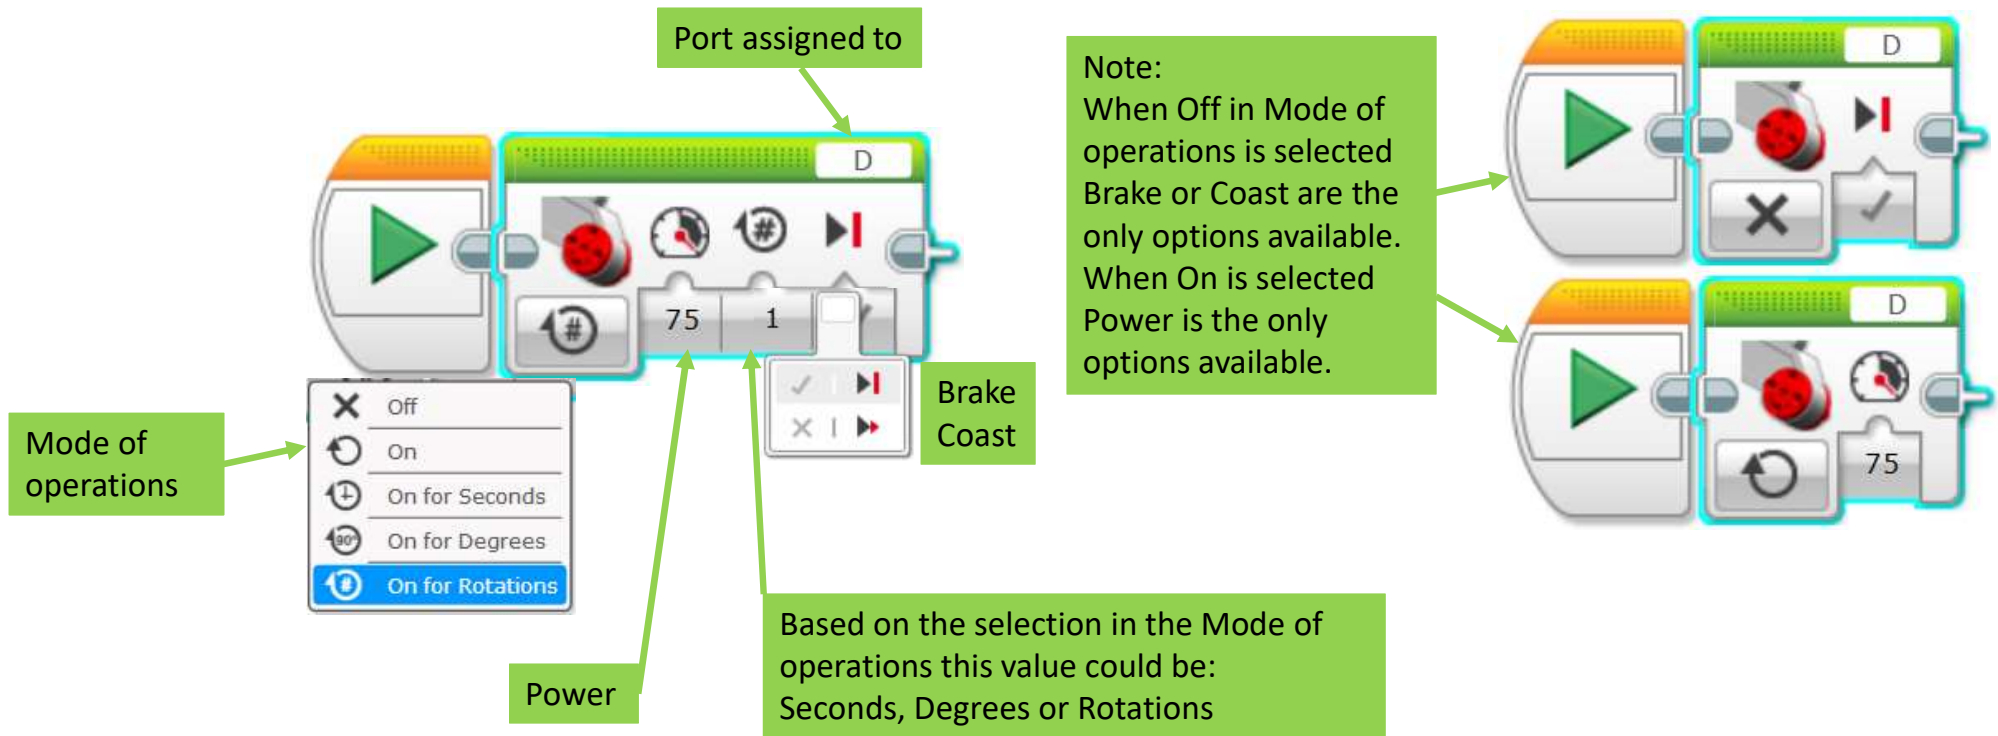 Port assigned to
D
#
75
1
#
Brake
Coast
Mode of
operations
Off
On
On for Seconds
90°
On for Degrees
#
On for Rotations
Power
Based on the selection in the Mode of
operations this value could be:
Seconds, Degrees or Rotations
Note:
When Off in Mode of
operations is selected
Brake or Coast are the
only options available.
When On is selected
Power is the only
options available.
D
D
75